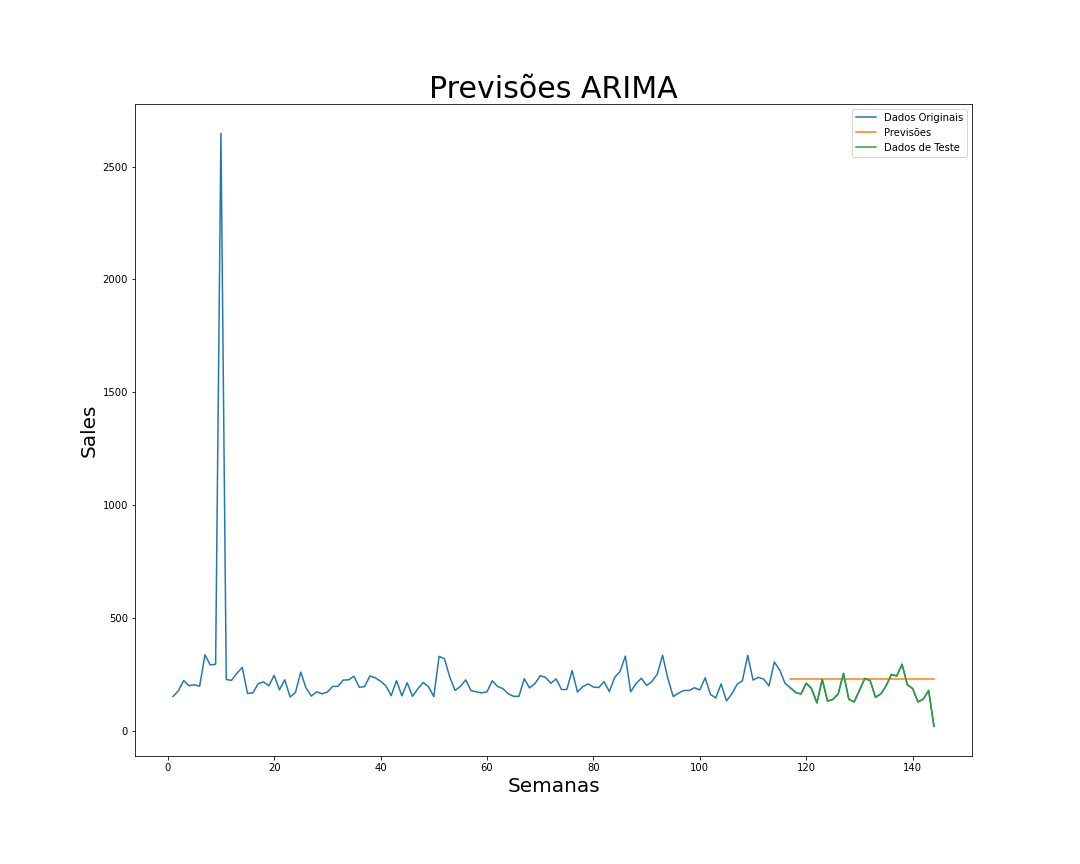 Previsões ARIMA
Dados Originais
Previsões
Dados de Teste
Sales
2500
2000
1500
1000
500
0
0 20 40 60 80 100 120 140
Semanas